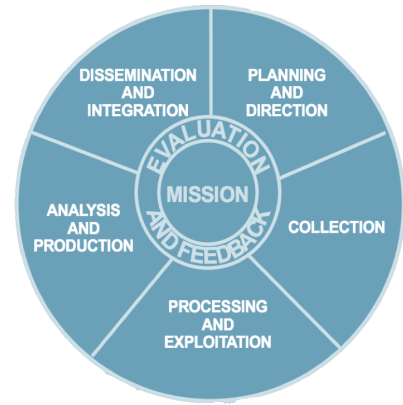 DISSEMINATION
AND
INTEGRATION
PLANNING
AND
DIRECTION
EVALUATION
AND FEEDBACK
MISSION
ANALYSIS
AND
PRODUCTION
COLLECTION
PROCESSING
AND
EXPLOITATION